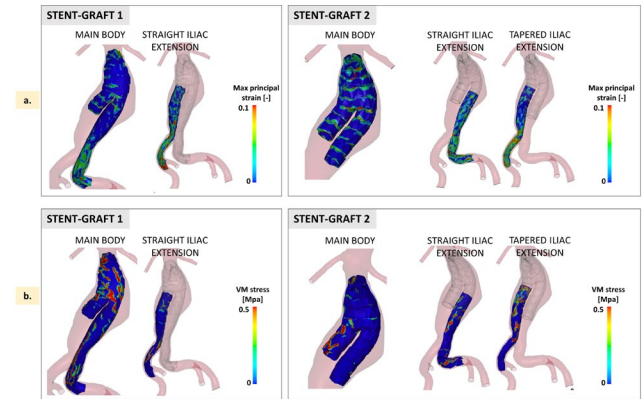 STENT-GRAFT 1
MAIN BODY
STRAIGHT ILIAC
EXTENSION
Max principal
strain [-]
0.1
0
STENT-GRAFT 2
MAIN BODY
STRAIGHT ILIAC
EXTENSION
TAPERED ILIAC
EXTENSION
Max principal
strain [-]
0.1
0
a.
STENT-GRAFT 1
MAIN BODY
STRAIGHT ILIAC
EXTENSION
VM stress
[Mpa]
0.5
0
STENT-GRAFT 2
MAIN BODY
STRAIGHT ILIAC
EXTENSION
TAPERED ILIAC
EXTENSION
VM stress
[Mpa]
0.5
0
b.